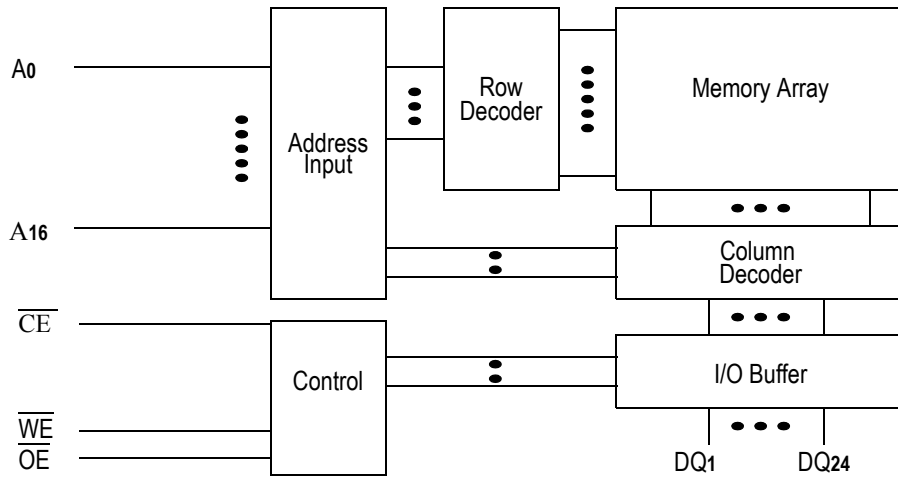 A0
A16
CE
WE
OE
Address
Input
Control
Row
Decoder
Memory Array
Column
Decoder
I/O Buffer
DQ1
DQ24